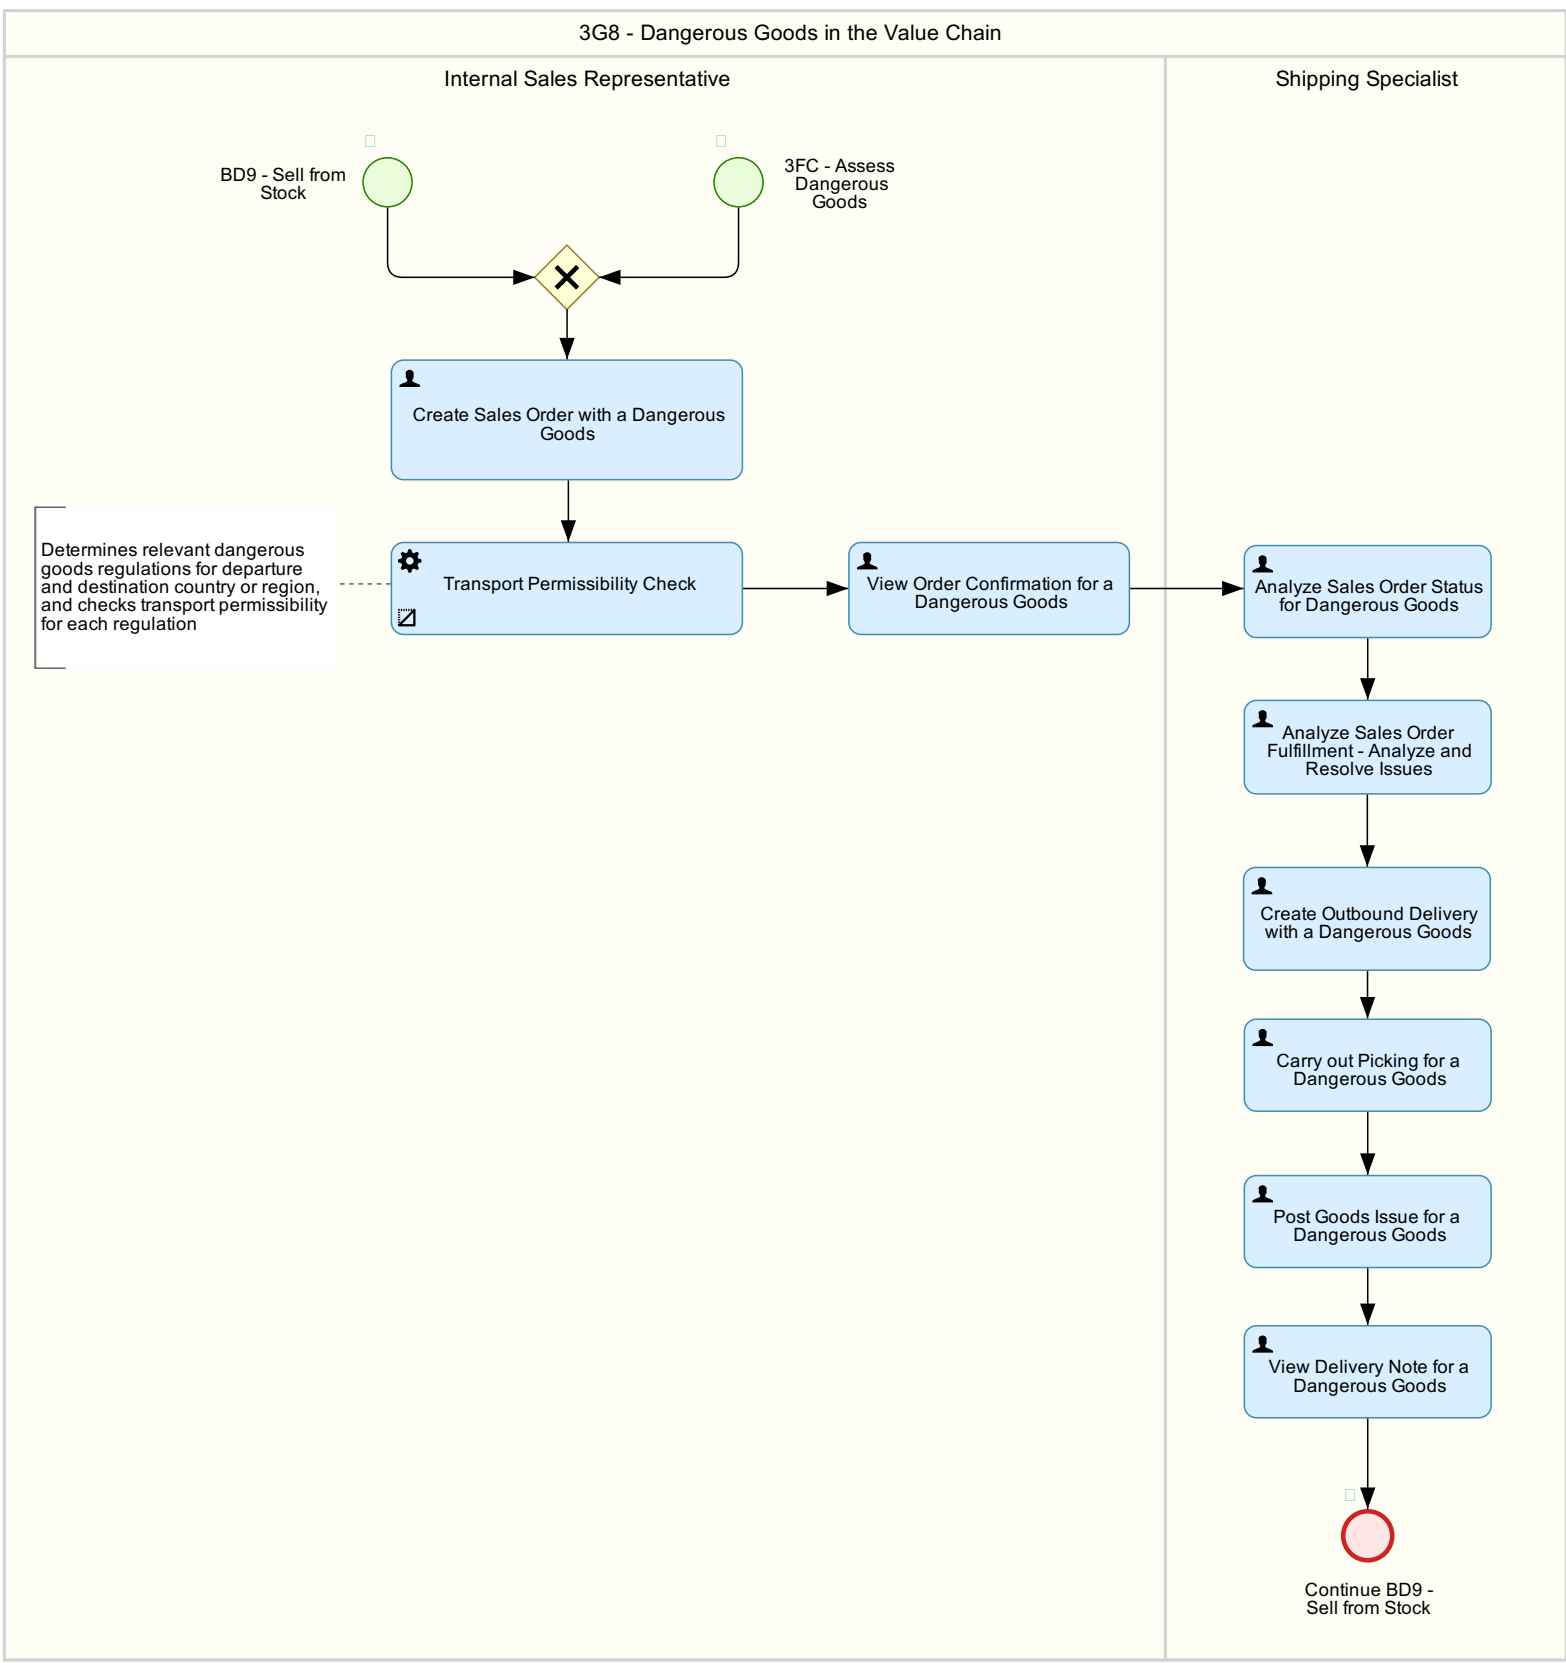 3G8 - Dangerous Goods in the Value Chain
Internal Sales Representative
Shipping Specialist
BD9 - Sell from
Stock
3FC - Assess
Dangerous
Goods
Create Sales Order with a Dangerous
Goods
Determines relevant dangerous
goods regulations for departure
and destination country or region,
and checks transport permissibility
for each regulation
Transport Permissibility Check
View Order Confirmation for a
Dangerous Goods
Analyze Sales Order Status
for Dangerous Goods
Analyze Sales Order
Fulfillment - Analyze and
Resolve Issues
Create Outbound Delivery
with a Dangerous Goods
Carry out Picking for a
Dangerous Goods
Post Goods Issue for a
Dangerous Goods
View Delivery Note for a
Dangerous Goods
Continue BD9 -
Sell from Stock